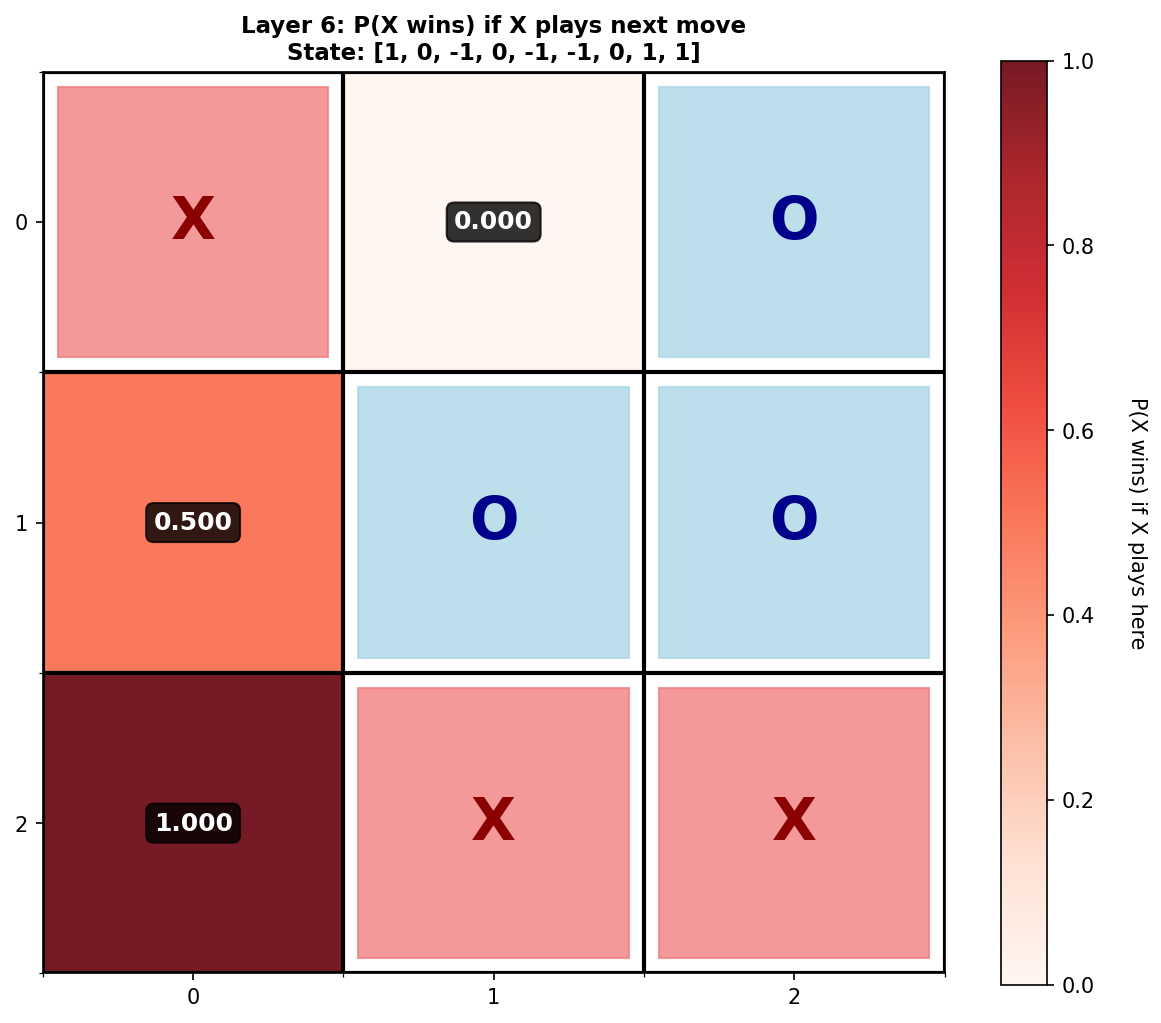 Layer 6: P(X wins) if X plays next move
State: [1, 0, -1, 0, -1, -1, 0, 1, 1]
0
X
0.000
O
1
0.500
O
O
2
1.000
X
X
0
1
2
1.0
0.8
0.6
0.4
0.2
0.0
P(X wins) if X plays here